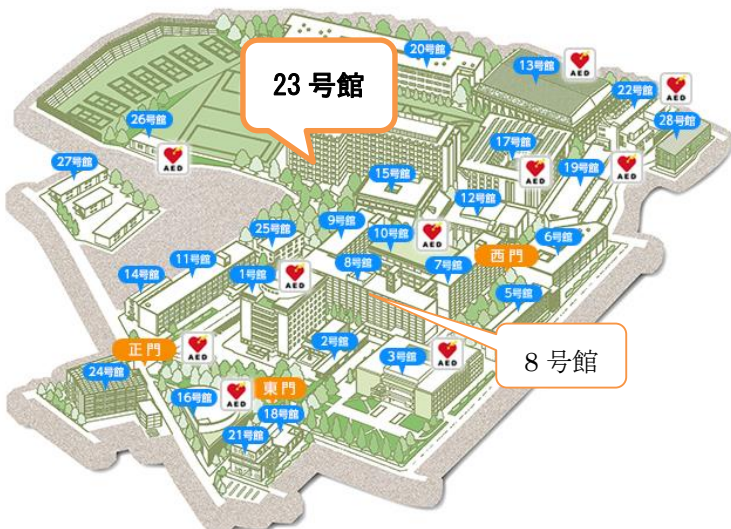 20号館
13号館
AED
23 号館
22号館
AED
26号館
28号館
17号館
AED
27号館
15号館
AED
19号館
AED
12号館
9号館
25号館
10号館
AED
6号館
11号館
8号館
7号館
西門
14号館
1号館
AED
5号館
2号館
正門
AED
3号館
AED
8 号館
24号館
16号館
AED
東門
18号館
21号館